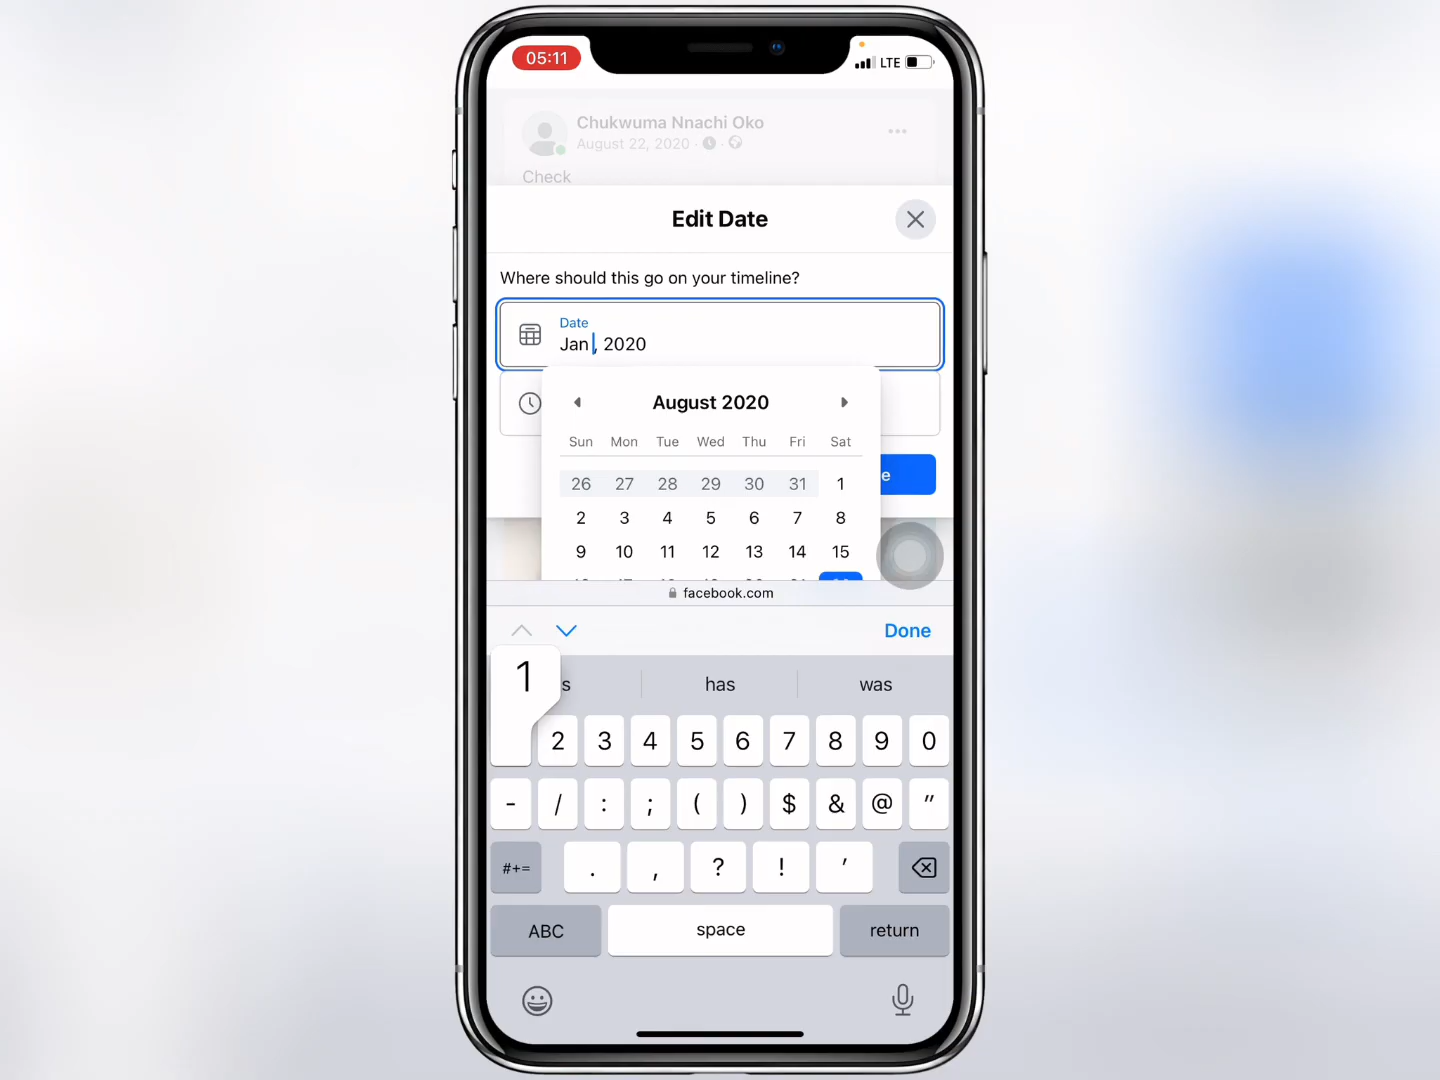 05:11
LTE
Chukwuma Nnachi Oko
August 22, 2020 ·
Check
Edit Date
Where should this go on your timeline?
Date
Jan , 2020
August 2020
Sun Mon Tue Wed Thu Fri Sat
26 27 28 29 30 31 1
2 3 4 5 6 7 8
9 10 11 12 13 14 15
e
facebook.com
Done
1
s has was
2 3 4 5 6 7 8 9 0
- / : ; ( ) $ & @ "
#+= . , ? ! '
ABC space return